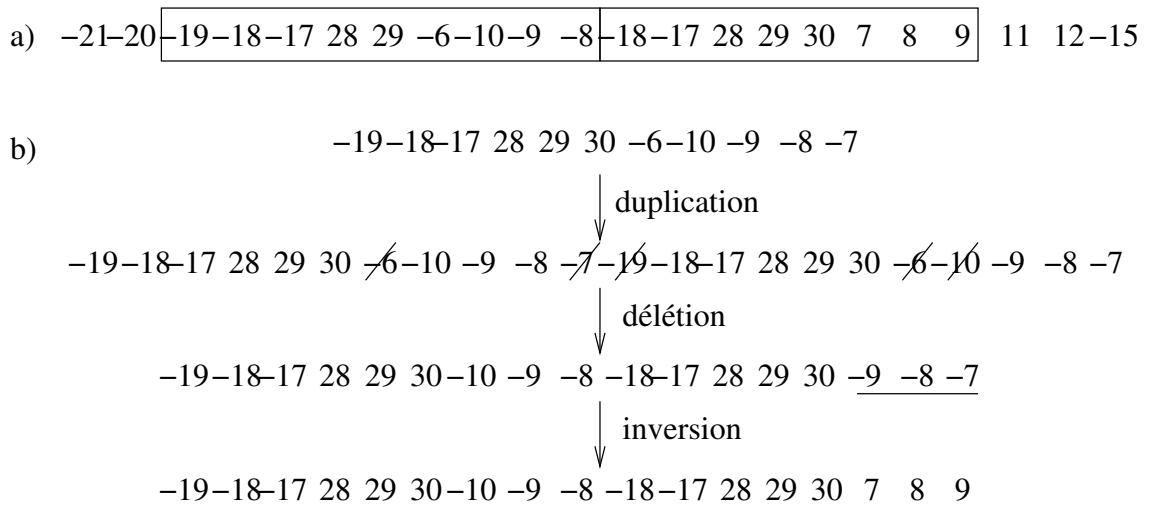 a) −21−20−19−18−17 28 29 −6−10−9 −8−18−17 28 29 30 7 8 9 11 12−15
b) −19−18−17 28 29 30 −6−10 −9 −8 −7
duplication
−19−18−17 28 29 30 −6−10 −9 −8 −7−19−18−17 28 29 30 −6−10 −9 −8 −7
délétion
−19−18−17 28 29 30−10 −9 −8 −18−17 28 29 30 −9 −8 −7
inversion
−19−18−17 28 29 30−10 −9 −8 −18−17 28 29 30 7 8 9